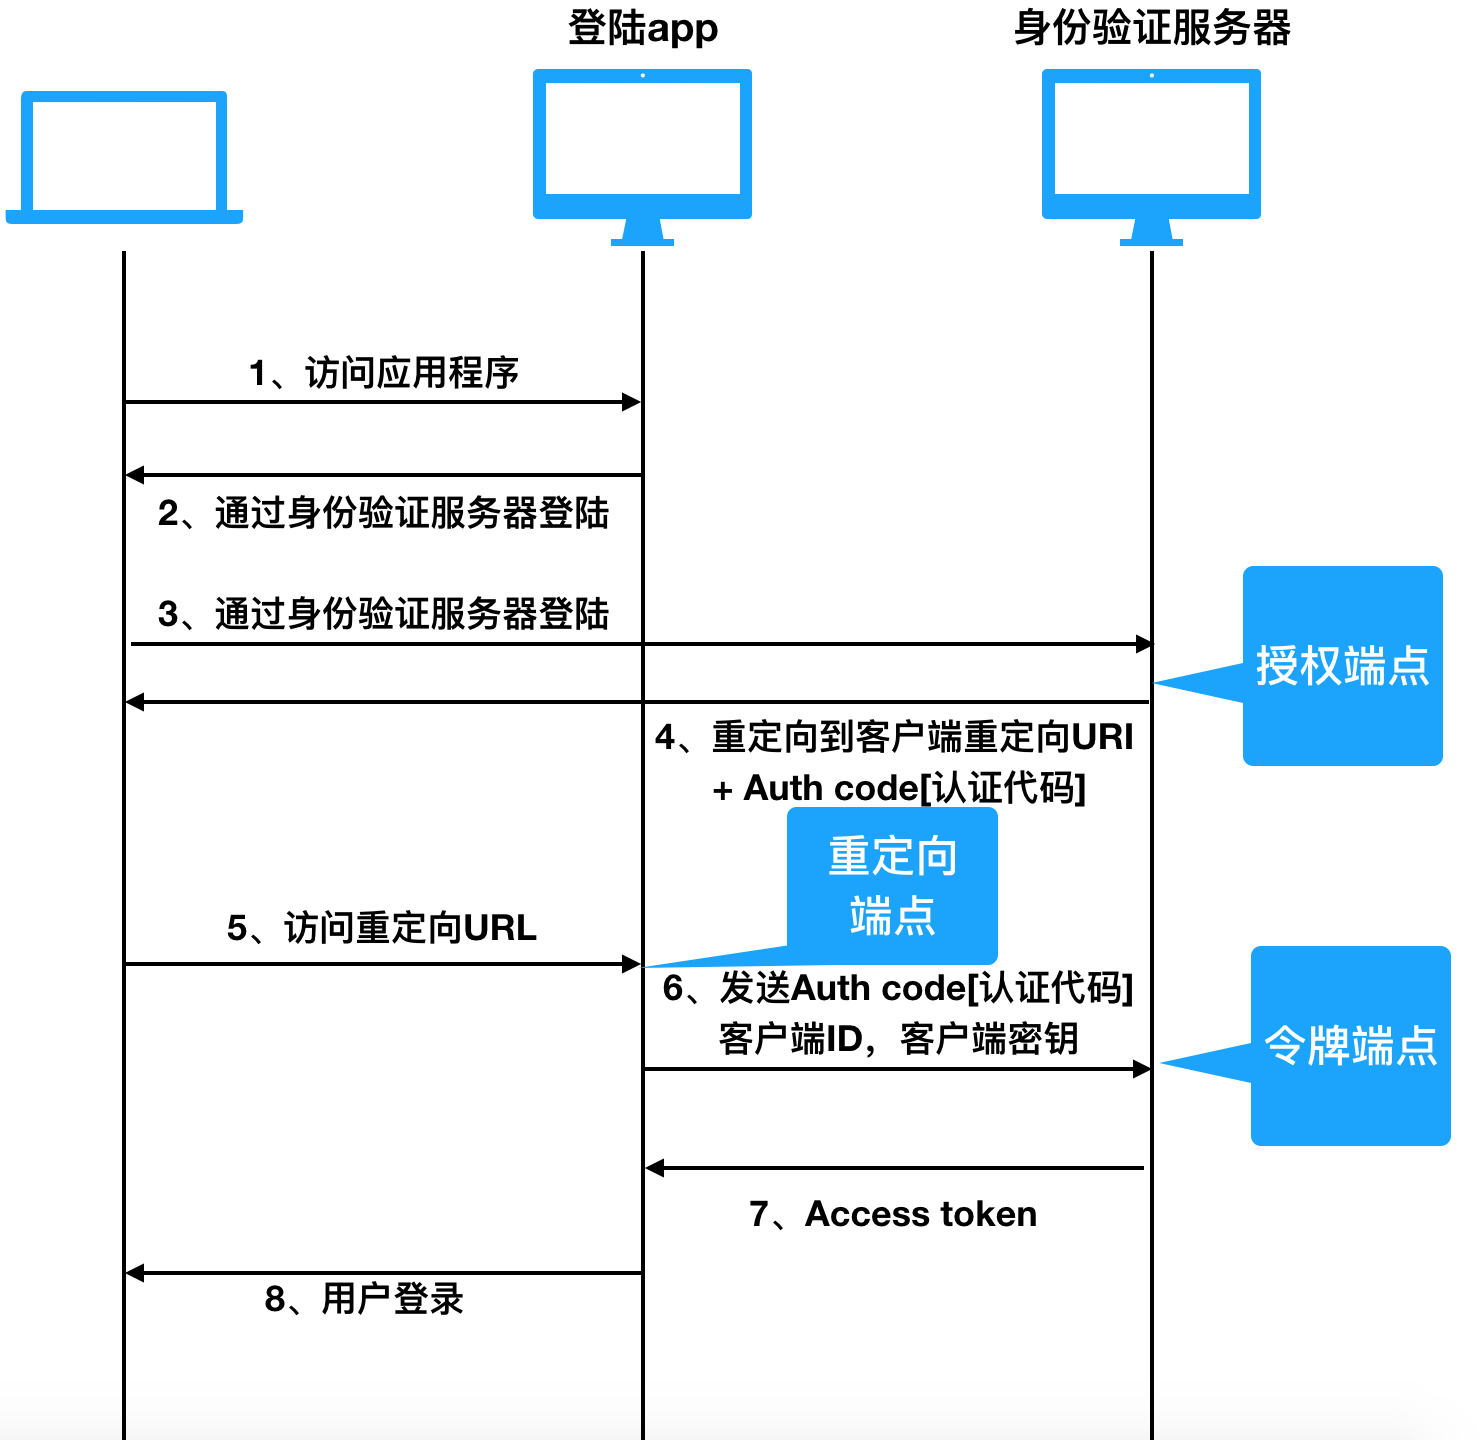 登陆app
身份验证服务器
1、访问应用程序
2、通过身份验证服务器登陆
3、通过身份验证服务器登陆
授权端点
4、重定向到客户端重定向URI
+ Auth code[认证代码]
重定向
端点
5、访问重定向URL
6、发送Auth code[认证代码]
客户端ID，客户端密钥
令牌端点
7、Access token
8、用户登录